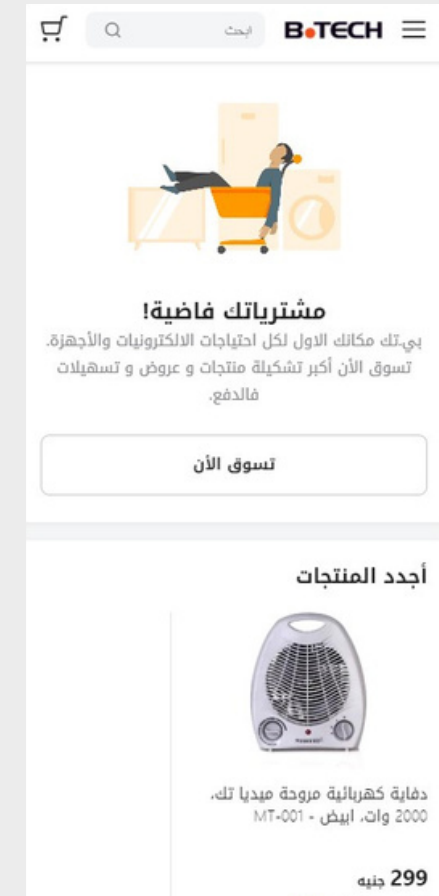 B.TECH
ابحث
مشترياتك فاضية!
بي.تك مكانك الاول لكل احتياجات الالكترونيات والأجهزة.
تسوق الأن أكبر تشكيلة منتجات و عروض و تسهيلات
فالدفع.
تسوق الأن
أجدد المنتجات
دفاية كهربائية مروحة ميديا تك،
2000 وات، ابيض - MT-001
299 جنيه